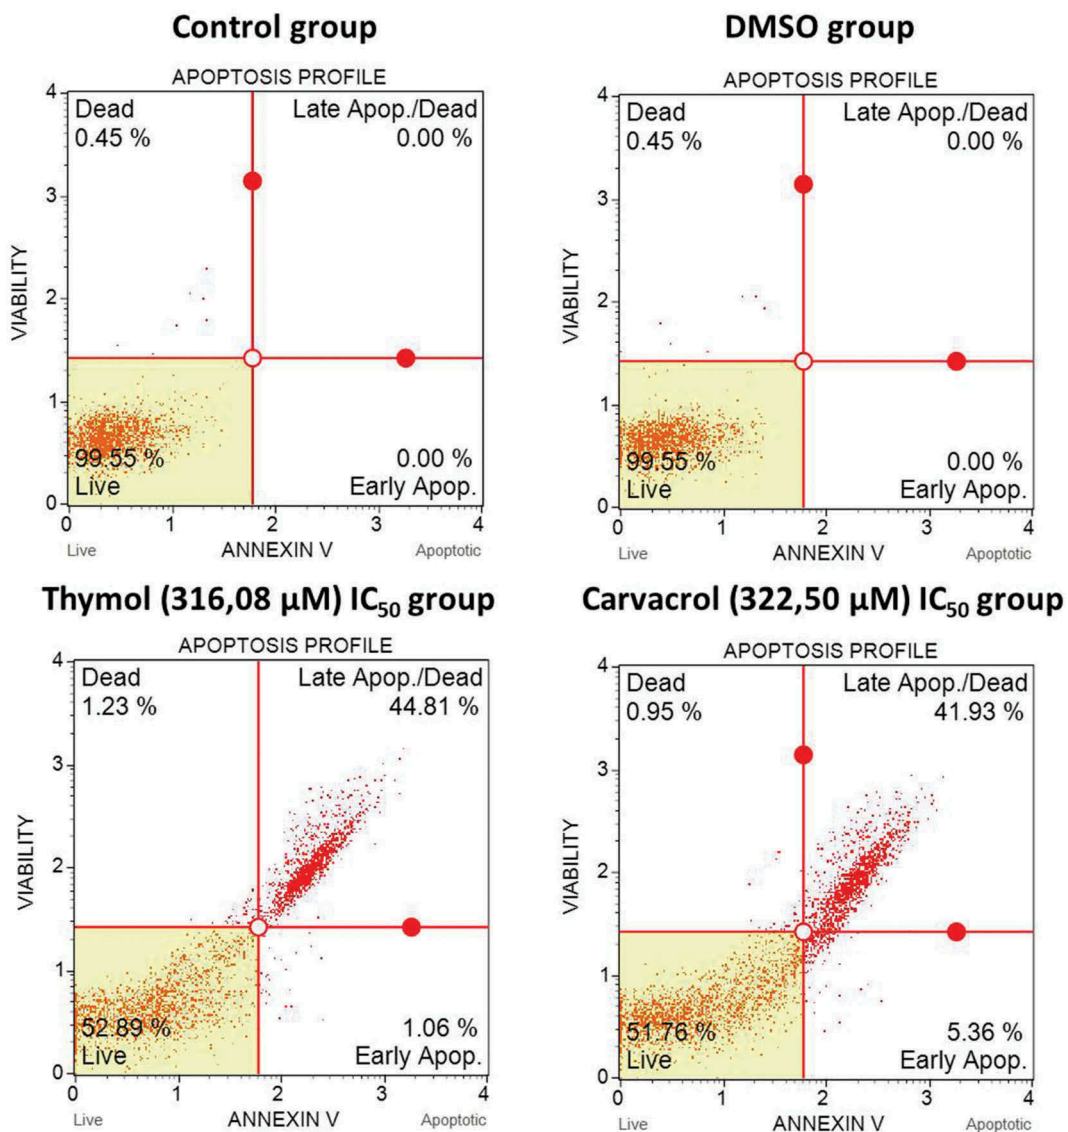 Control group
APOPTOSIS PROFILE
4
Dead
Late Apop./Dead
0.45 %
0.00 %
3
VIABILITY
2
1
99.55 %
0.00 %
Live
Early Apop.
0
0
1
2
3
4
Live
ANNEXIN V
Apoptotic
DMSO group
APOPTOSIS PROFILE
4
Dead
Late Apop./Dead
0.45 %
0.00 %
3
VIABILITY
2
1
99.55 %
0.00 %
Live
Early Apop.
0
0
1
2
3
4
Live
ANNEXIN V
Apoptotic
Thymol (316,08 µM) IC50 group
APOPTOSIS PROFILE
4
Dead
Late Apop./Dead
1.23 %
44.81 %
3
VIABILITY
2
1
52.89 %
1.06 %
Live
Early Apop.
0
0
1
2
3
4
Live
ANNEXIN V
Apoptotic
Carvacrol (322,50 µM) IC50 group
APOPTOSIS PROFILE
4
Dead
Late Apop./Dead
0.95 %
41.93 %
3
VIABILITY
2
1
51.76 %
5.36 %
Live
Early Apop.
0
0
1
2
3
4
Live
ANNEXIN V
Apoptotic